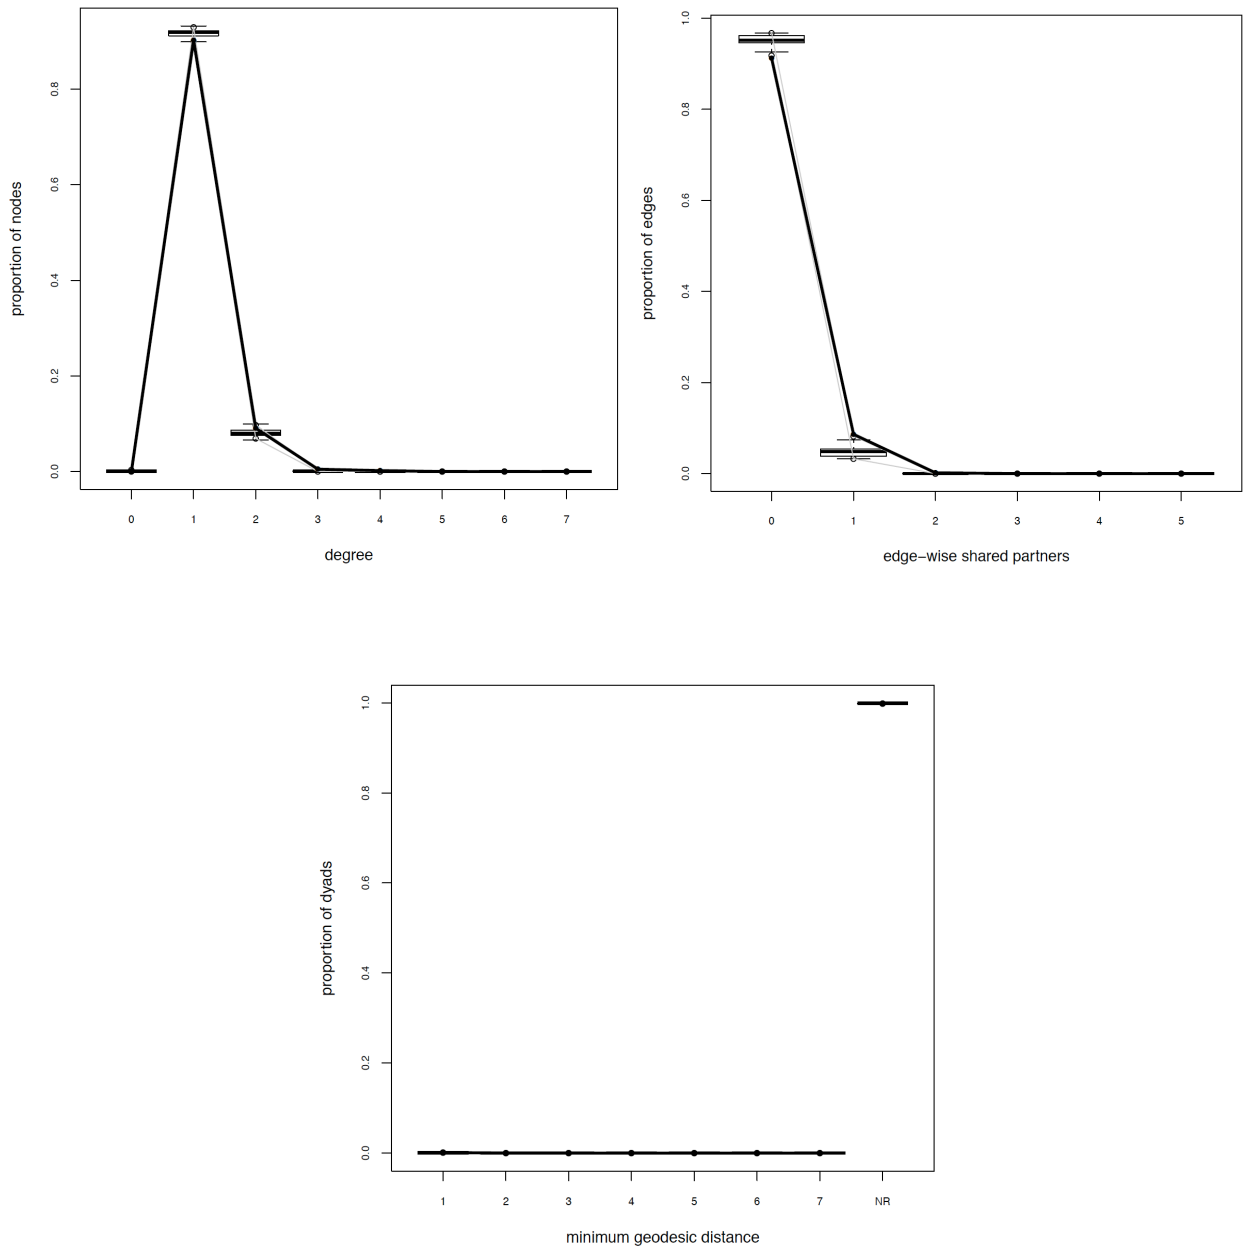 proportion of nodes
0.0
0.2
0.4
0.6
0.8
0 1 2 3 4 5 6 7
degree
proportion of edges
0.0
0.2
0.4
0.6
0.8
1.0
0 1 2 3 4 5
edge−wise shared partners
proportion of dyads
0.0
0.2
0.4
0.6
0.8
1.0
1 2 3 4 5 6 7 NR
minimum geodesic distance